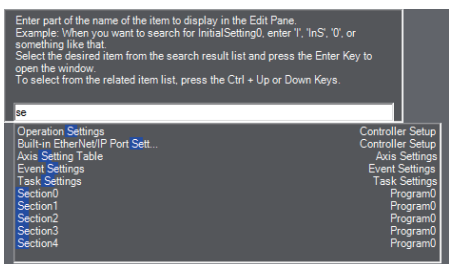 Enter part of the name of the item to display in the Edit Pane.
Example: When you want to search for InitialSetting0, enter 'I', 'InS', '0', or
something like that.
Select the desired item from the search result list and press the Enter Key to
open the window.
To select from the related item list, press the Ctrl + Up or Down Keys.
se
Operation Settings Controller Setup
Built-in EtherNet/IP Port Sett... Controller Setup
Axis Setting Table Axis Settings
Event Settings Event Settings
Task Settings Task Settings
Section0 Program0
Section1 Program0
Section2 Program0
Section3 Program0
Section4 Program0